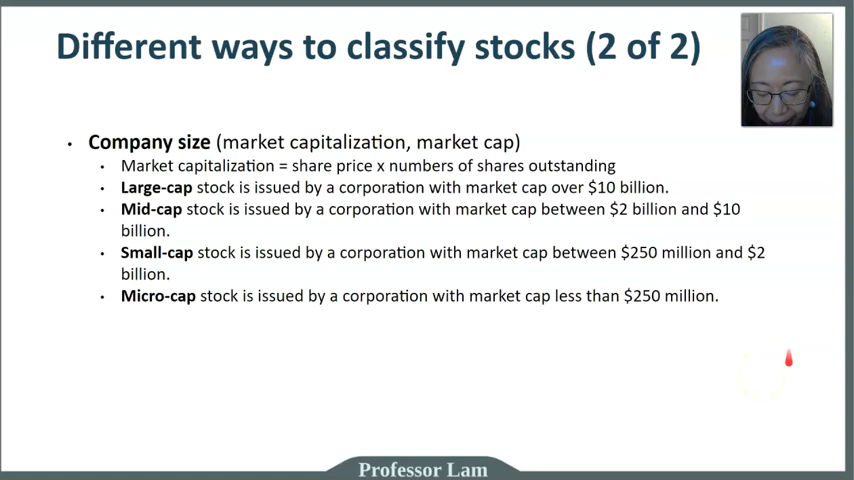 Different ways to classify stocks (2 of 2)
• Company size (market capitalization, market cap)
• Market capitalization = share price x numbers of shares outstanding
• Large-cap stock is issued by a corporation with market cap over $10 billion.
• Mid-cap stock is issued by a corporation with market cap between $2 billion and $10
billion.
• Small-cap stock is issued by a corporation with market cap between $250 million and $2
billion.
• Micro-cap stock is issued by a corporation with market cap less than $250 million.
Professor Lam